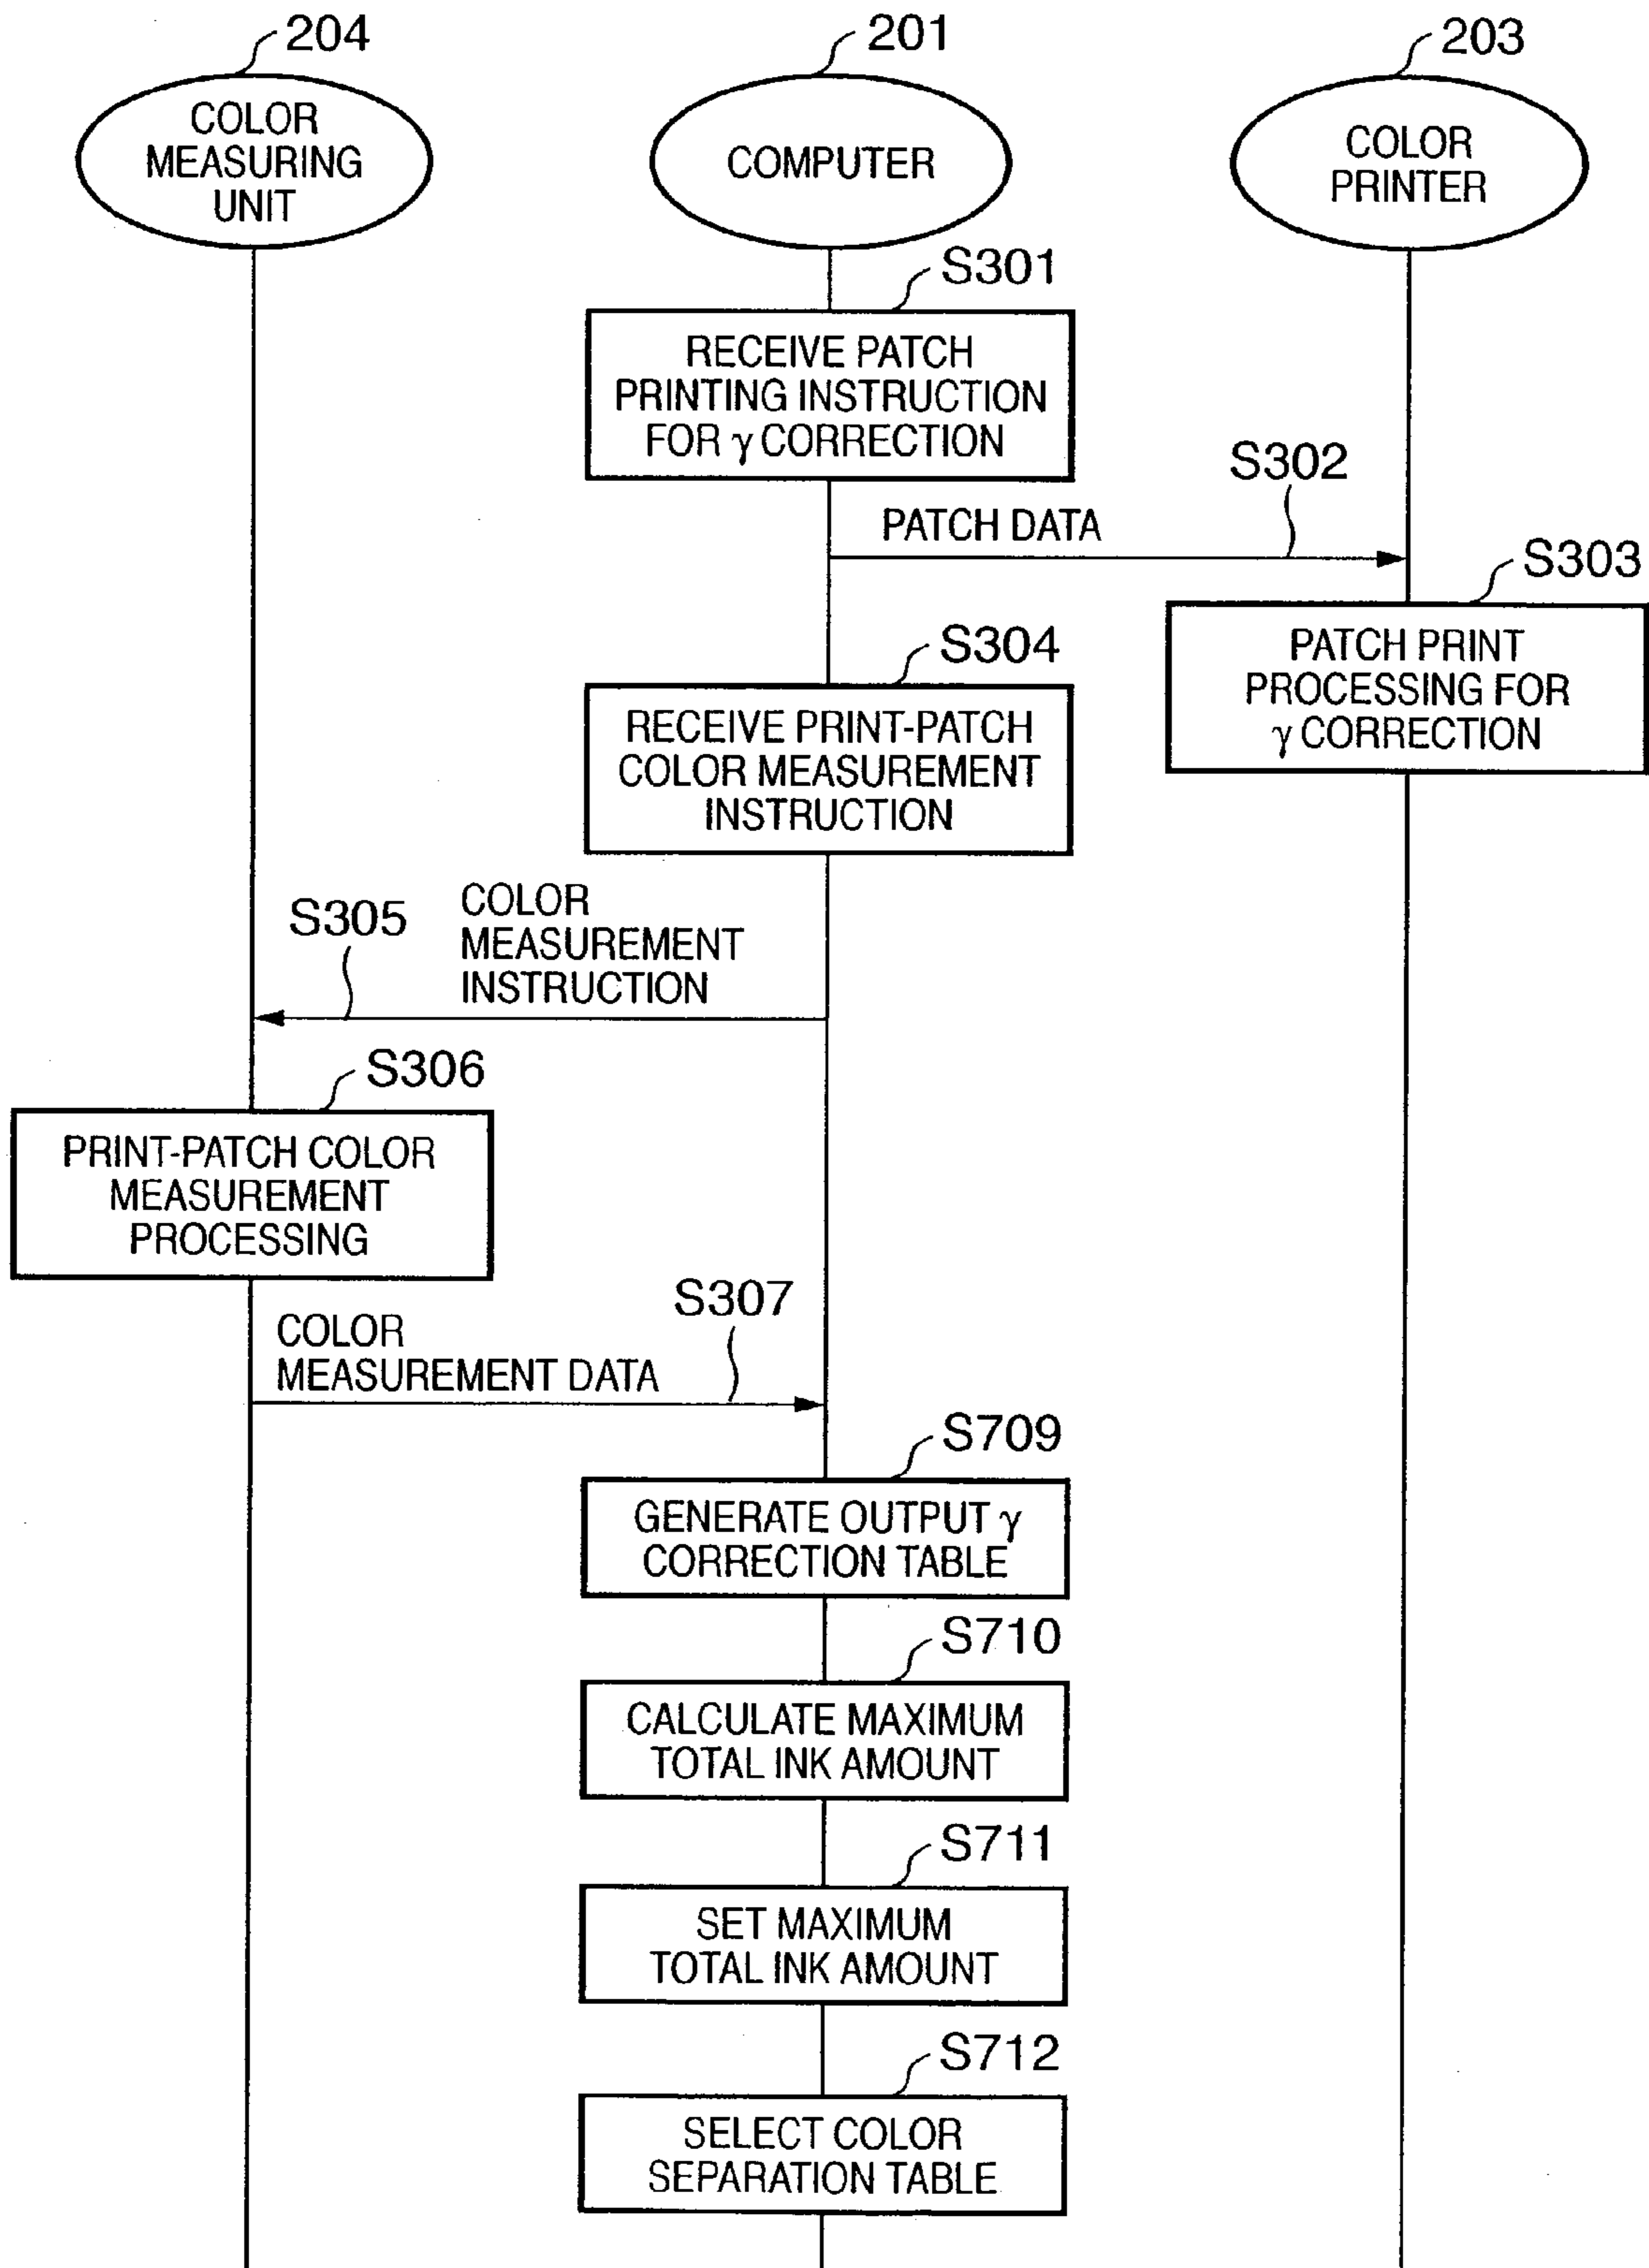 204
201
203
COLOR
MEASURING
UNIT
COMPUTER
COLOR
PRINTER
S301
RECEIVE PATCH
PRINTING INSTRUCTION
FOR γ CORRECTION
S302
PATCH DATA
S303
PATCH PRINT
PROCESSING FOR
γ CORRECTION
S304
RECEIVE PRINT-PATCH
COLOR MEASUREMENT
INSTRUCTION
S305
COLOR
MEASUREMENT
INSTRUCTION
S306
PRINT-PATCH COLOR
MEASUREMENT
PROCESSING
S307
COLOR
MEASUREMENT DATA
S709
GENERATE OUTPUT γ
CORRECTION TABLE
S710
CALCULATE MAXIMUM
TOTAL INK AMOUNT
S711
SET MAXIMUM
TOTAL INK AMOUNT
S712
SELECT COLOR
SEPARATION TABLE